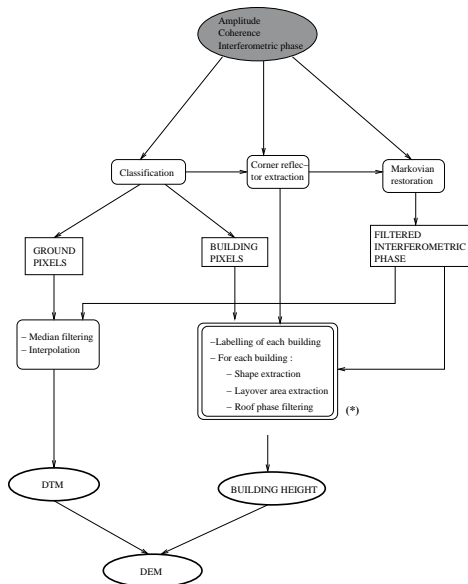 Amplitude
Coherence
Interferometric phase
Classification
Corner reflec–
tor extraction
Markovian
restoration
GROUND
PIXELS
BUILDING
PIXELS
FILTERED
INTERFEROMETRIC
PHASE
– Median filtering
– Interpolation
–Labelling of each building
– For each building :
– Shape extraction
– Layover area extraction
– Roof phase filtering
(*)
DTM
BUILDING HEIGHT
DEM